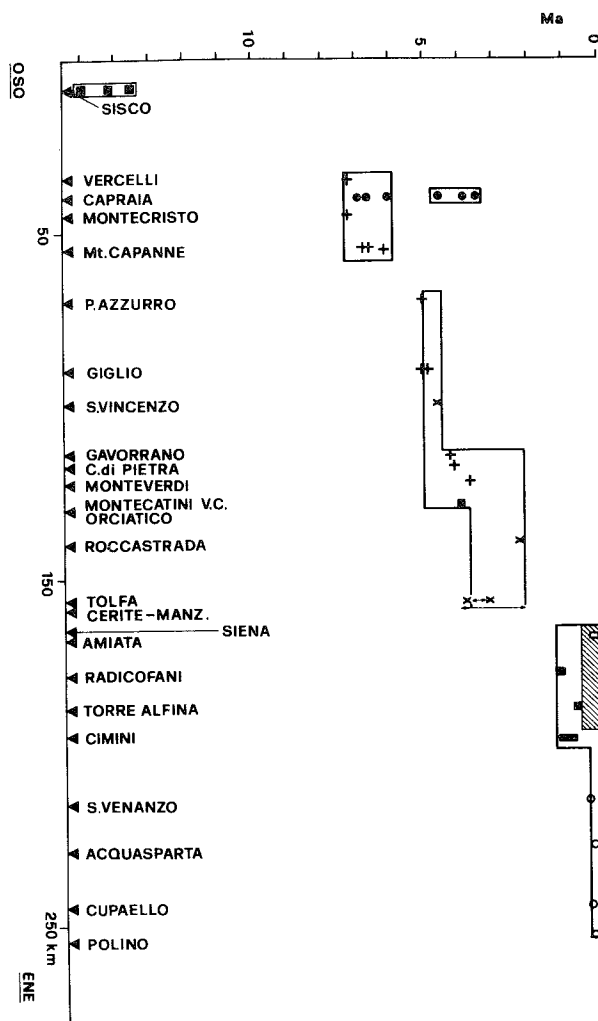 Ma
10
5
0
OSO
SISCO
VERCELLI
CAPRAIA
MONTECRISTO
50
Mt. CAPANNE
P. AZZURRO
GIGLIO
S.VINCENZO
GAVORRANO
C. di PIETRA
MONTEVERDI
MONTECATINI V.C.
ORCIATICO
ROCCASTRADA
150
TOLFA
CERITE-MANZ.
SIENA
AMIATA
RADICOFANI
TORRE ALFINA
CIMINI
S.VENANZO
ACQUASPARTA
CUPAELLO
250 km
POLINO
ENE